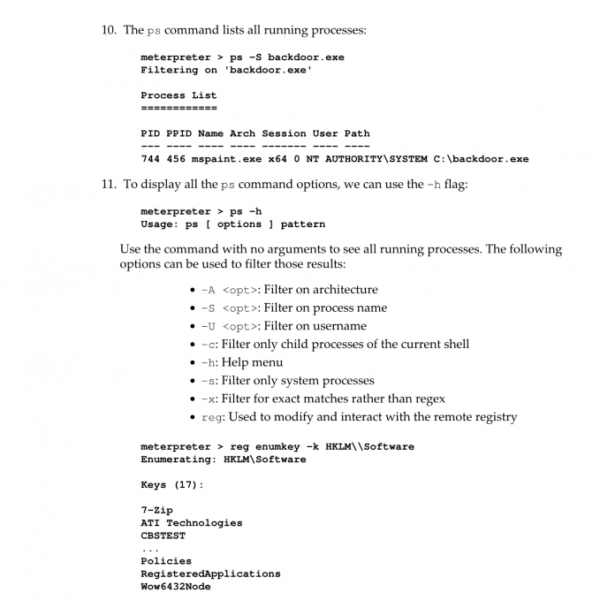 10. The ps command lists all running processes:
meterpreter > ps -S backdoor.exe
Filtering on 'backdoor.exe'
Process List
============
PID PPID Name Arch Session User Path
--- ---- ---- ---- ------- ---- ----
744 456 mspaint.exe x64 0 NT AUTHORITY\SYSTEM C:\backdoor.exe
11. To display all the ps command options, we can use the -h flag:
meterpreter > ps -h
Usage: ps [ options ] pattern
Use the command with no arguments to see all running processes. The following
options can be used to filter those results:
• -A <opt>: Filter on architecture
• -S <opt>: Filter on process name
• -U <opt>: Filter on username
• -c: Filter only child processes of the current shell
• -h: Help menu
• -s: Filter only system processes
• -x: Filter for exact matches rather than regex
• reg: Used to modify and interact with the remote registry
meterpreter > reg enumkey -k HKLM\\Software
Enumerating: HKLM\Software
Keys (17):
7-Zip
ATI Technologies
CBSTEST
...
Policies
RegisteredApplications
Wow6432Node